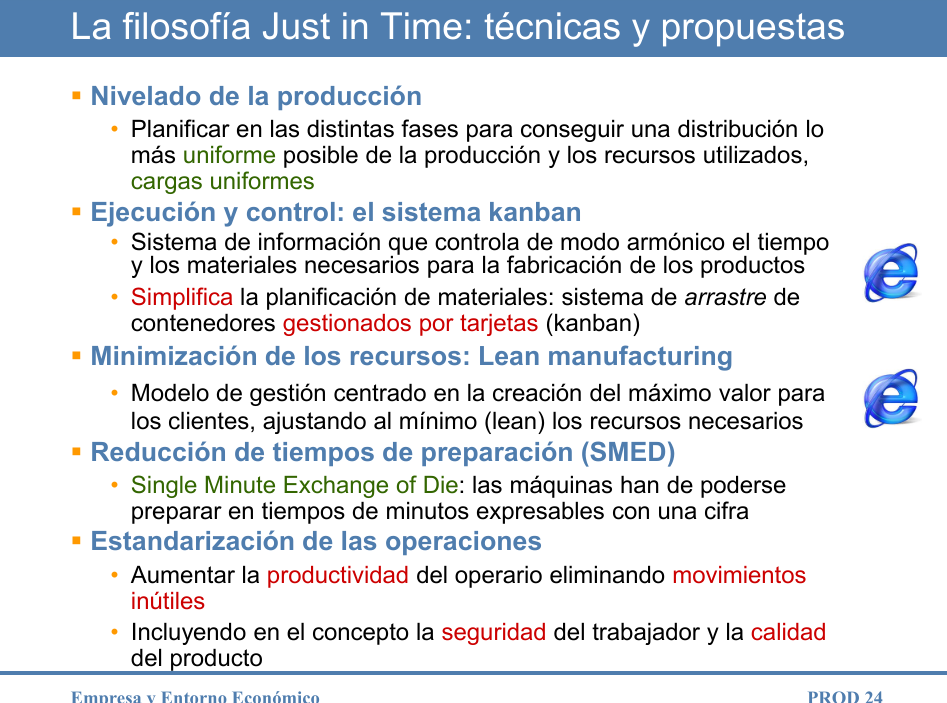 La filosofía Just in Time: técnicas y propuestas
Nivelado de la producción
Planificar en las distintas fases para conseguir una distribución lo
más uniforme posible de la producción y los recursos utilizados,
cargas uniformes
Ejecución y control: el sistema kanban
Sistema de información que controla de modo armónico el tiempo
y los materiales necesarios para la fabricación de los productos
Simplifica la planificación de materiales: sistema de arrastre de
contenedores gestionados por tarjetas (kanban)
Minimización de los recursos: Lean manufacturing
Modelo de gestión centrado en la creación del máximo valor para
los clientes, ajustando al mínimo (lean) los recursos necesarios
Reducción de tiempos de preparación (SMED)
Single Minute Exchange of Die: las máquinas han de poderse
preparar en tiempos de minutos expresables con una cifra
Estandarización de las operaciones
Aumentar la productividad del operario eliminando movimientos
inútiles
Incluyendo en el concepto la seguridad del trabajador y la calidad
del producto
Empresa y Entorno Económico PROD 24